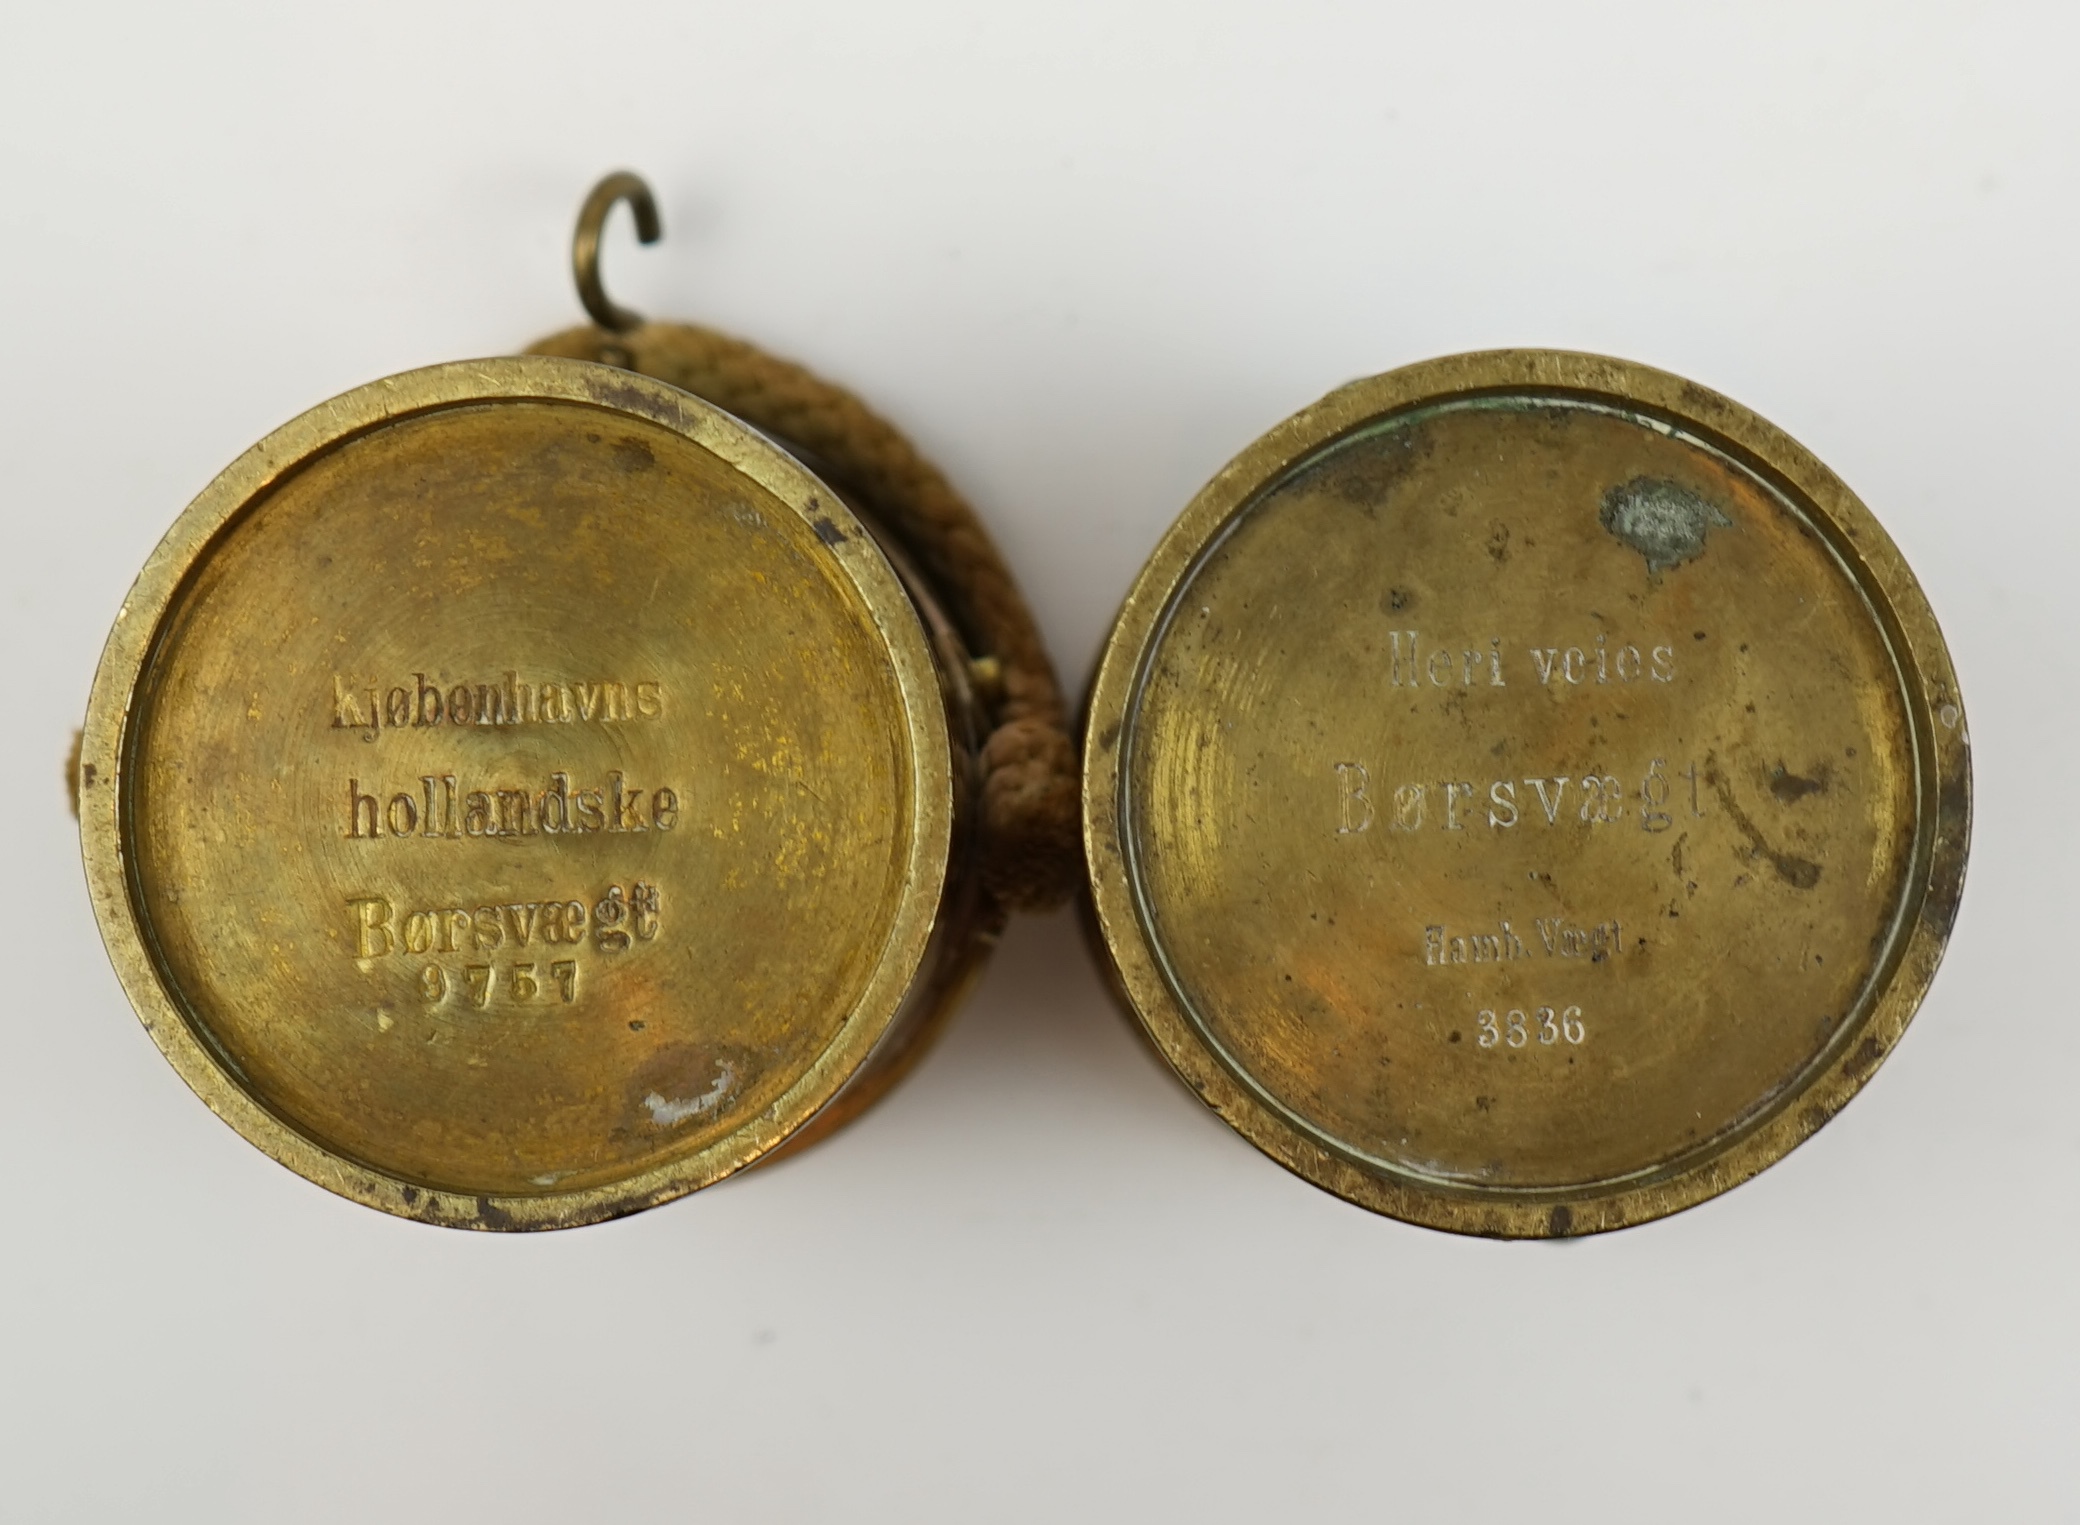 kjøbenhavns
hollandske
Børsvægt
9757
Heri veies
Børsvægt
Hamb. Vægt
3836